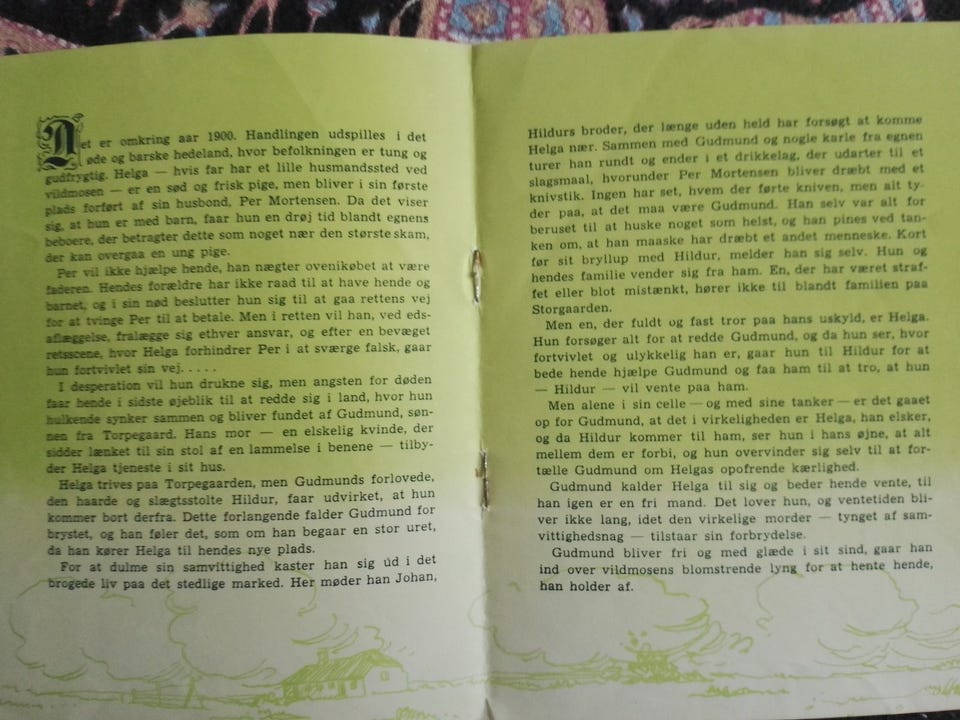 Det er omkring aar 1900. Handlingen udspilles i det
øde og barske hedeland, hvor befolkningen er tung og
gudfrygtig. Helga — hvis far har et lille husmandssted ved
vildmosen — er en sød og frisk pige, men bliver i sin første
plads forført af sin husbond, Per Mortensen. Da det viser
sig, at hun er med barn, faar hun en drøj tid blandt egnens
beboere, der betragter dette som noget nær den største skam,
der kan overgaa en ung pige.
Per vil ikke hjælpe hende, han nægter ovenikøbet at være
faderen. Hendes forældre har ikke raad til at have hende og
barnet, og i sin nød beslutter hun sig til at gaa rettens vej
for at tvinge Per til at betale. Men i retten vil han, ved eds-
aflæggelse, fralægge sig ethvert ansvar, og efter en bevæget
retsscene, hvor Helga forhindrer Per i at sværge falsk, gaar
hun fortvivlet sin vej.....
I desperation vil hun drukne sig, men angsten for døden
faar hende i sidste øjeblik til at redde sig i land, hvor hun
hulkende synker sammen og bliver fundet af Gudmund, søn-
nen fra Torpegaard. Hans mor — en elskelig kvinde, der
sidder lænket til sin stol af en lammelse i benene — tilby-
der Helga tjeneste i sit hus.
Helga trives paa Torpegaarden, men Gudmunds forlovede,
den haarde og slægtsstolte Hildur, faar udvirket, at hun
kommer bort derfra. Dette forlangende falder Gudmund for
brystet, og han føler det, som om han begaar en stor uret,
da han kører Helga til hendes nye plads.
For at dulme sin samvittighed kaster han sig ud i det
brogede liv paa det stedlige marked. Her møder han Johan,
Hildurs broder, der længe uden held har forsøgt at komme
Helga nær. Sammen med Gudmund og nogle karle fra egnen
turer han rundt og ender i et drikkelag, der udarter til et
slagsmaal, hvorunder Per Mortensen bliver dræbt med et
knivstik. Ingen har set, hvem der førte kniven, men alt ty-
der paa, at det maa være Gudmund. Han selv var alt for
beruset til at huske noget som helst, og han pines ved tan-
ken om, at han maaske har dræbt et andet menneske. Kort
før sit bryllup med Hildur, melder han sig selv. Hun og
hendes familie vender sig fra ham. En, der har været straf-
fet eller blot mistænkt, hører ikke til blandt familien paa
Storgaarden.
Men en, der fuldt og fast tror paa hans uskyld, er Helga.
Hun forsøger alt for at redde Gudmund, og da hun ser, hvor
fortvivlet og ulykkelig han er, gaar hun til Hildur for at
bede hende hjælpe Gudmund og faa ham til at tro, at hun
— Hildur — vil vente paa ham.
Men alene i sin celle — og med sine tanker — er det gaaet
op for Gudmund, at det i virkeligheden er Helga, han elsker,
og da Hildur kommer til ham, ser hun i hans øjne, at alt
mellem dem er forbi, og hun overvinder sig selv til at for-
tælle Gudmund om Helgas opofrende kærlighed.
Gudmund kalder Helga til sig og beder hende vente, til
han igen er en fri mand. Det lover hun, og ventetiden bli-
ver ikke lang, idet den virkelige morder — tynget af sam-
vittighedsnag — tilstaar sin forbrydelse.
Gudmund bliver fri og med glæde i sit sind, gaar han
ind over vildmosens blomstrende lyng for at hente hende,
han holder af.